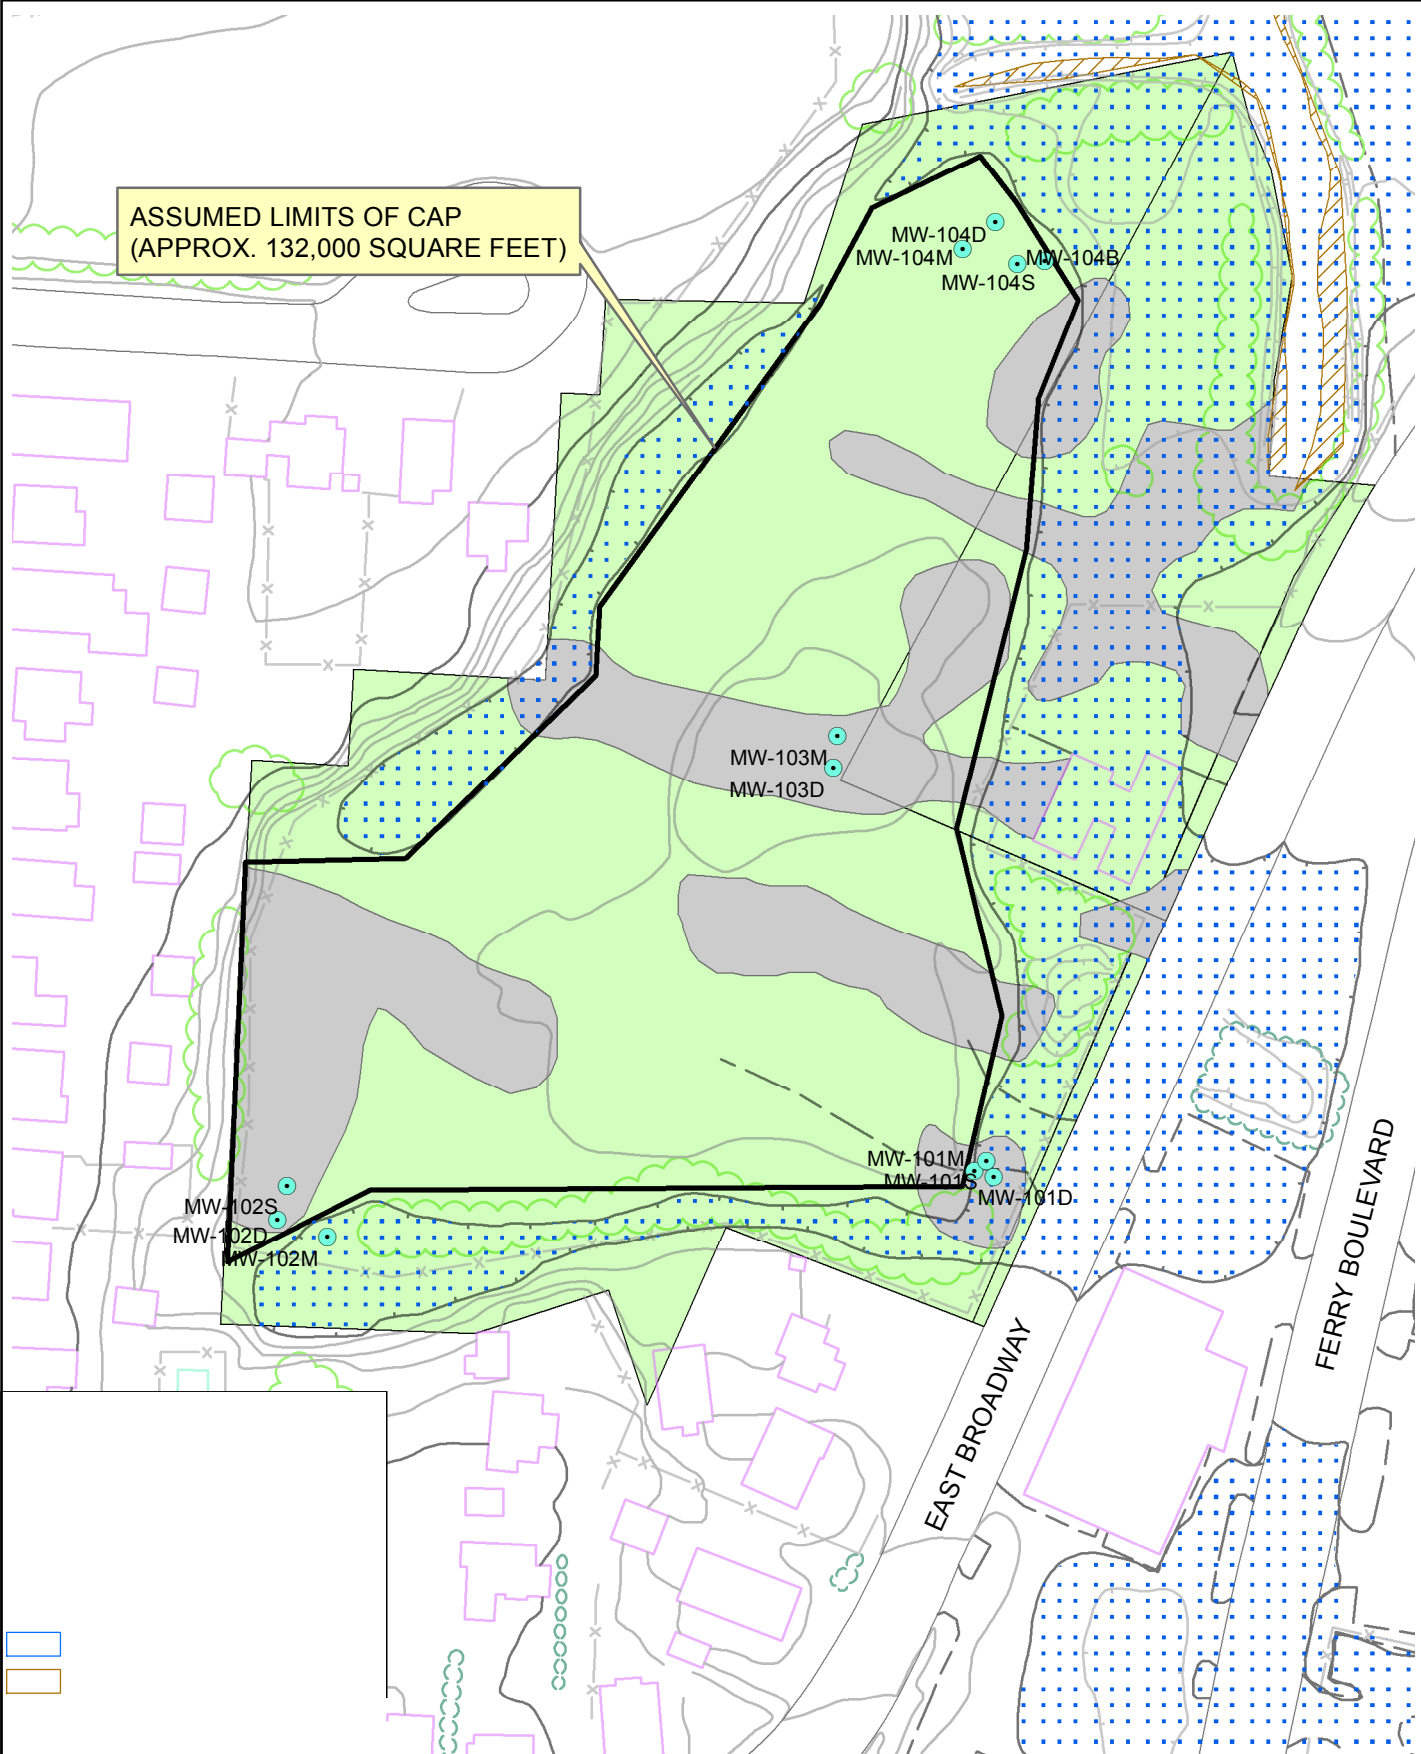 ASSUMED LIMITS OF CAP
(APPROX. 132,000 SQUARE FEET)
MW-104D
MW-104M
MW-104B
MW-104S
MW-103M
MW-103D
MW-101M
MW-101S
MW-101D
MW-102S
MW-102D
MW-102M
EAST BROADWAY
FERRY BOULEVARD